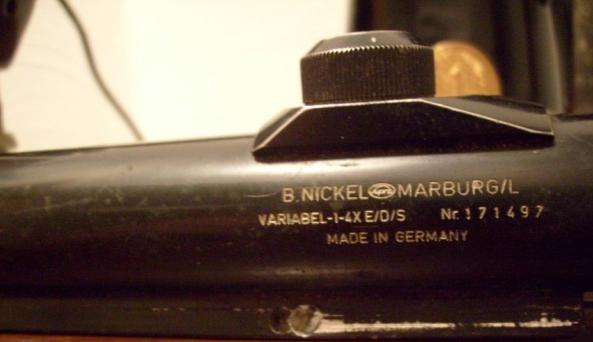 B. NICKEL MARBURG/L
VARIABEL-1-4X E/D/S Nr. 171497
MADE IN GERMANY